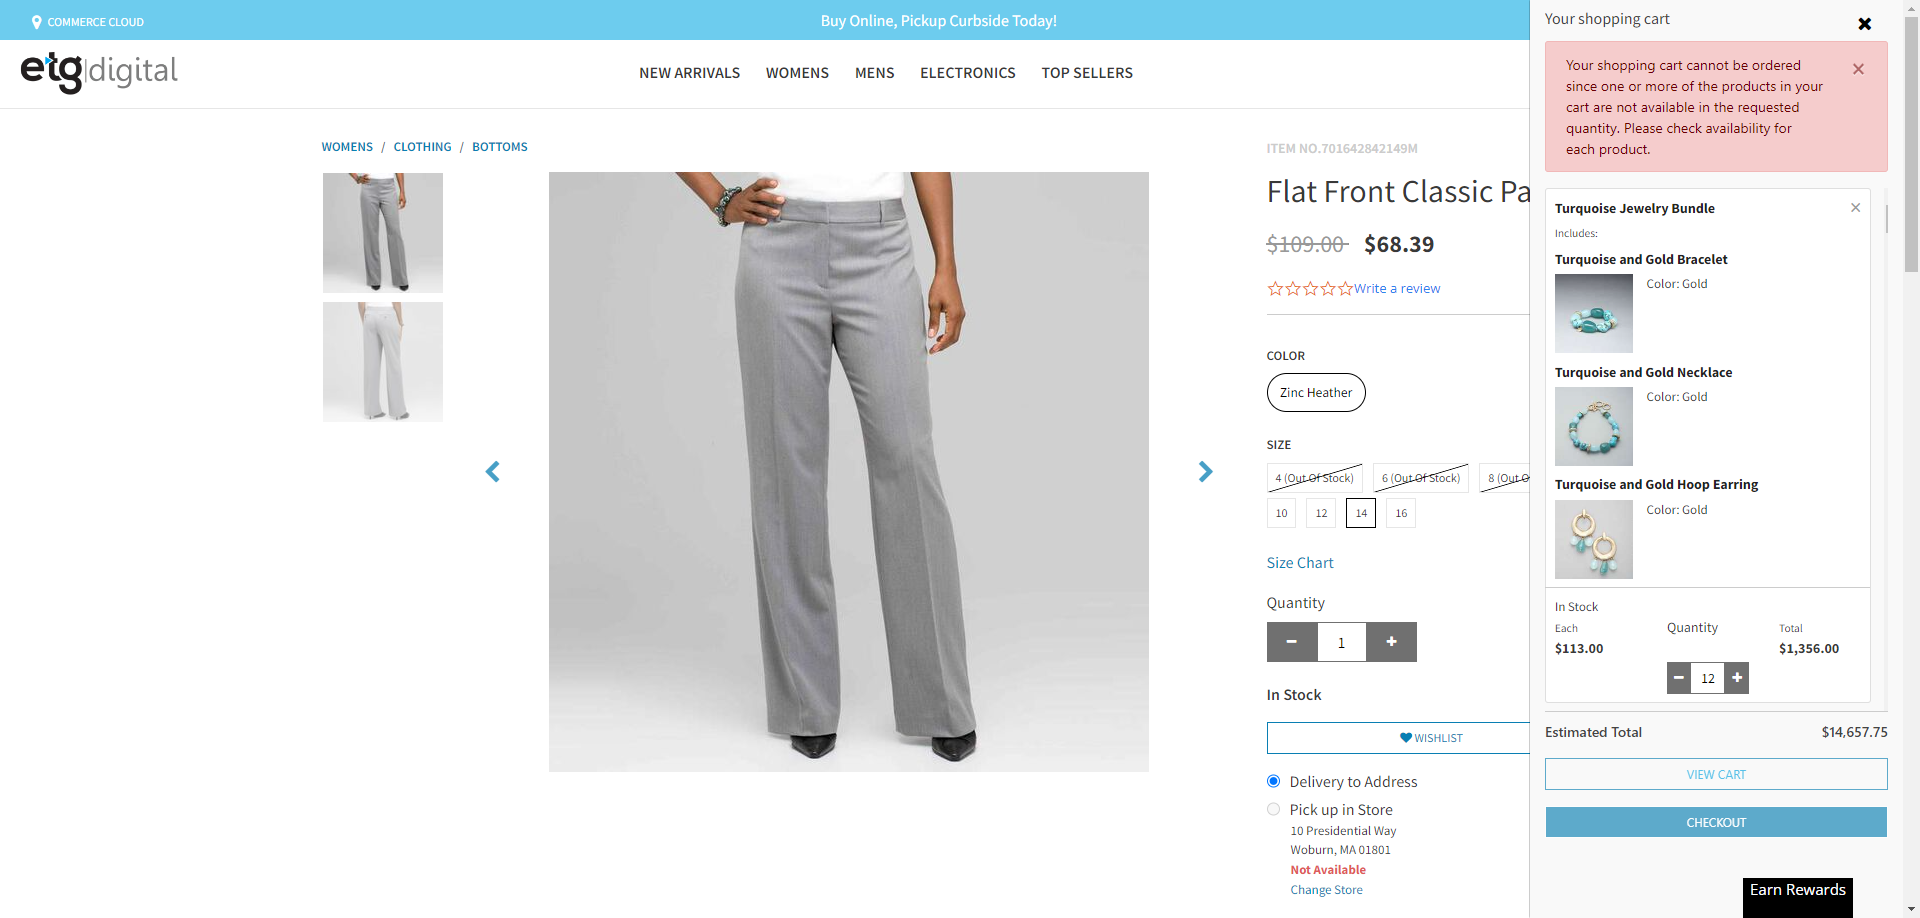 COMMERCE CLOUD
Buy Online, Pickup Curbside Today!
etg|digital
NEW ARRIVALS
WOMENS
MENS
ELECTRONICS
TOP SELLERS
WOMENS / CLOTHING / BOTTOMS
ITEM NO.701642842149M
Flat Front Classic Pa
$109.00 $68.39
Write a review
COLOR
Zinc Heather
SIZE
4 (Out Of Stock) 6 (Out Of Stock) 8 (Out O
10 12 14 16
Size Chart
Quantity
− 1 +
In Stock
WISHLIST
Delivery to Address
Pick up in Store
10 Presidential Way
Woburn, MA 01801
Not Available
Change Store
Your shopping cart
Your shopping cart cannot be ordered
since one or more of the products in your
cart are not available in the requested
quantity. Please check availability for
each product.
Turquoise Jewelry Bundle
Includes:
Turquoise and Gold Bracelet
Color: Gold
Turquoise and Gold Necklace
Color: Gold
Turquoise and Gold Hoop Earring
Color: Gold
In Stock
Each Quantity Total
$113.00 $1,356.00
− 12 +
Estimated Total $14,657.75
VIEW CART
CHECKOUT
Earn Rewards